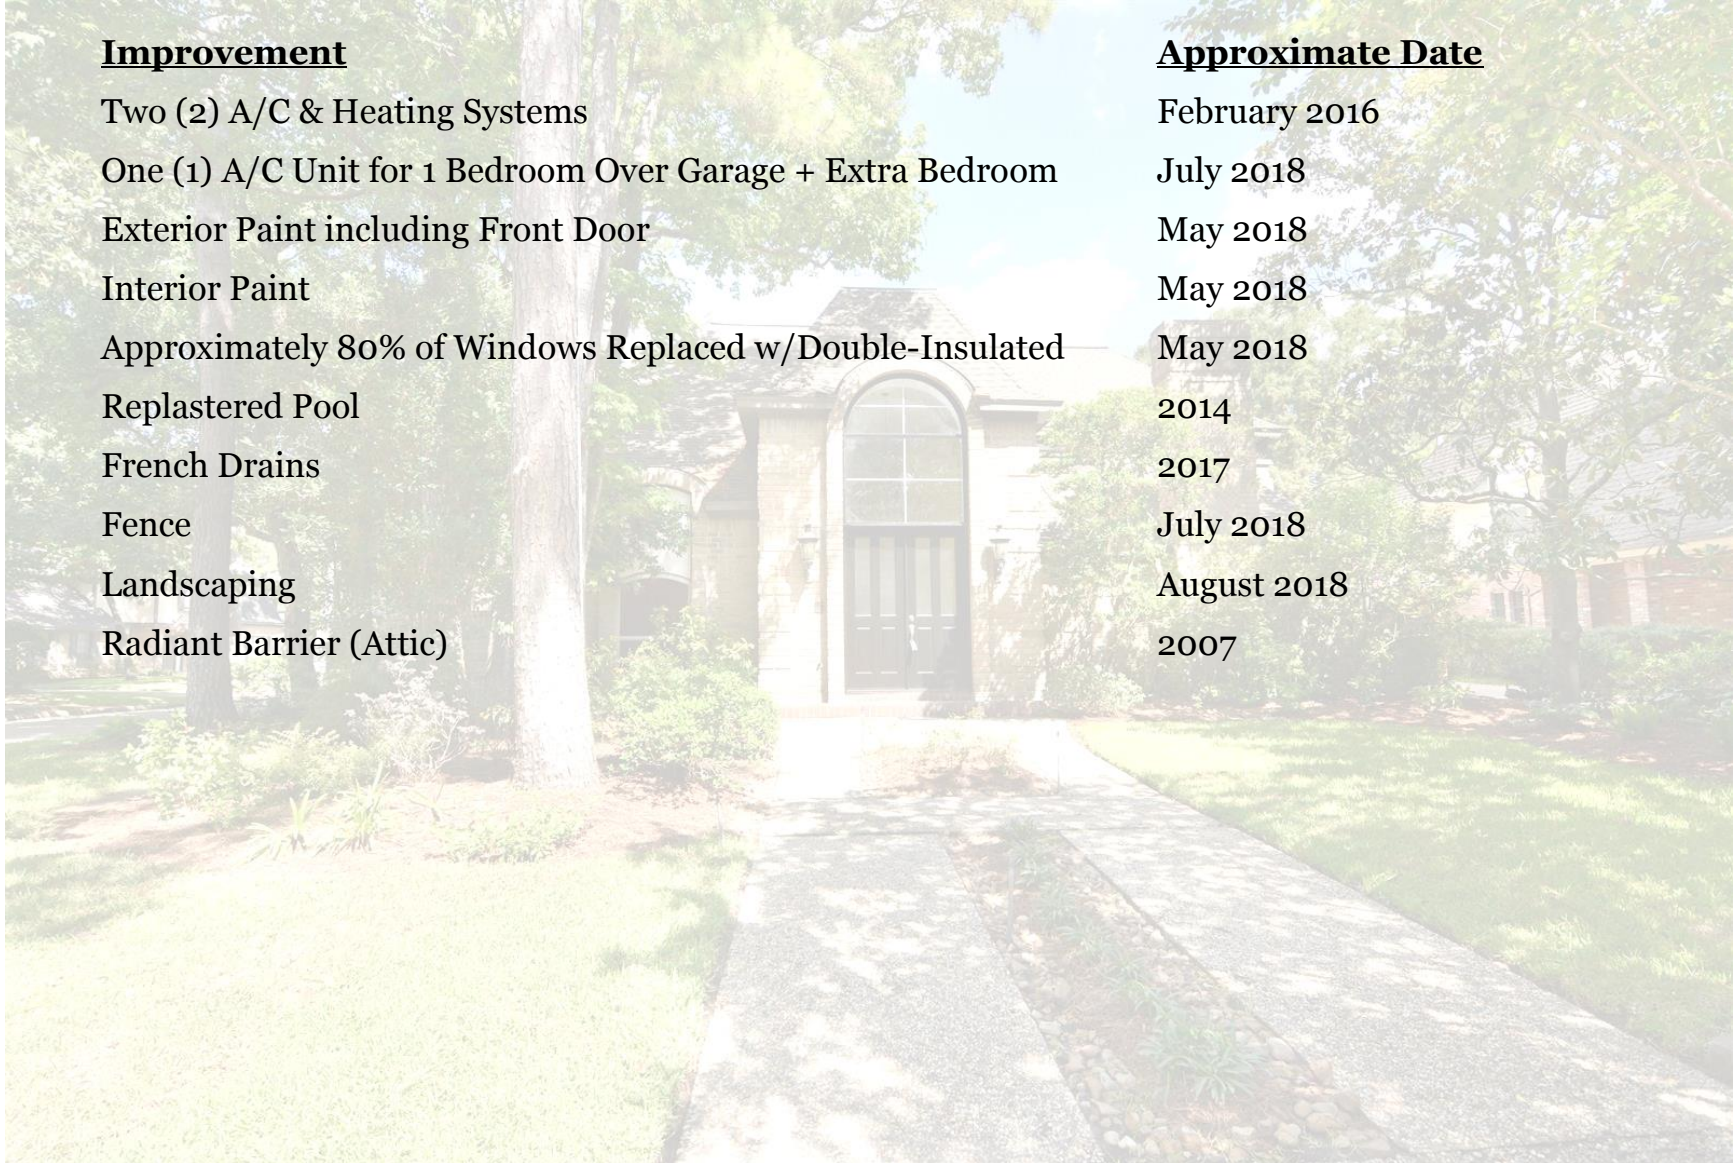 Improvement Approximate Date
Two (2) A/C & Heating Systems February 2016
One (1) A/C Unit for 1 Bedroom Over Garage + Extra Bedroom July 2018
Exterior Paint including Front Door May 2018
Interior Paint May 2018
Approximately 80% of Windows Replaced w/Double-Insulated May 2018
Replastered Pool 2014
French Drains 2017
Fence July 2018
Landscaping August 2018
Radiant Barrier (Attic) 2007